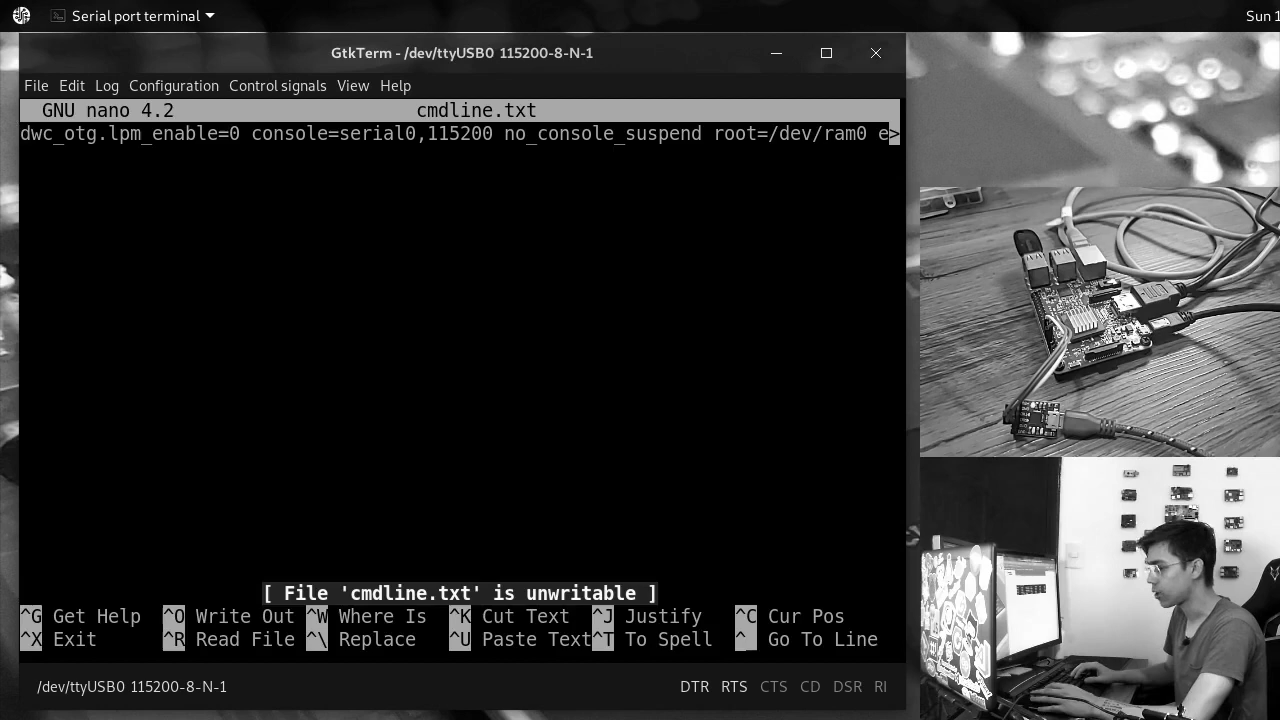 Serial port terminal
Sun 1
GtkTerm - /dev/ttyUSB0 115200-8-N-1
File Edit Log Configuration Control signals View Help
GNU nano 4.2 cmdline.txt
dwc_otg.lpm_enable=0 console=serial0,115200 no_console_suspend root=/dev/ram0 e>
[ File 'cmdline.txt' is unwritable ]
^G Get Help ^O Write Out ^W Where Is ^K Cut Text ^J Justify ^C Cur Pos
^X Exit ^R Read File ^\ Replace ^U Paste Text ^T To Spell ^_ Go To Line
/dev/ttyUSB0 115200-8-N-1 DTR RTS CTS CD DSR RI